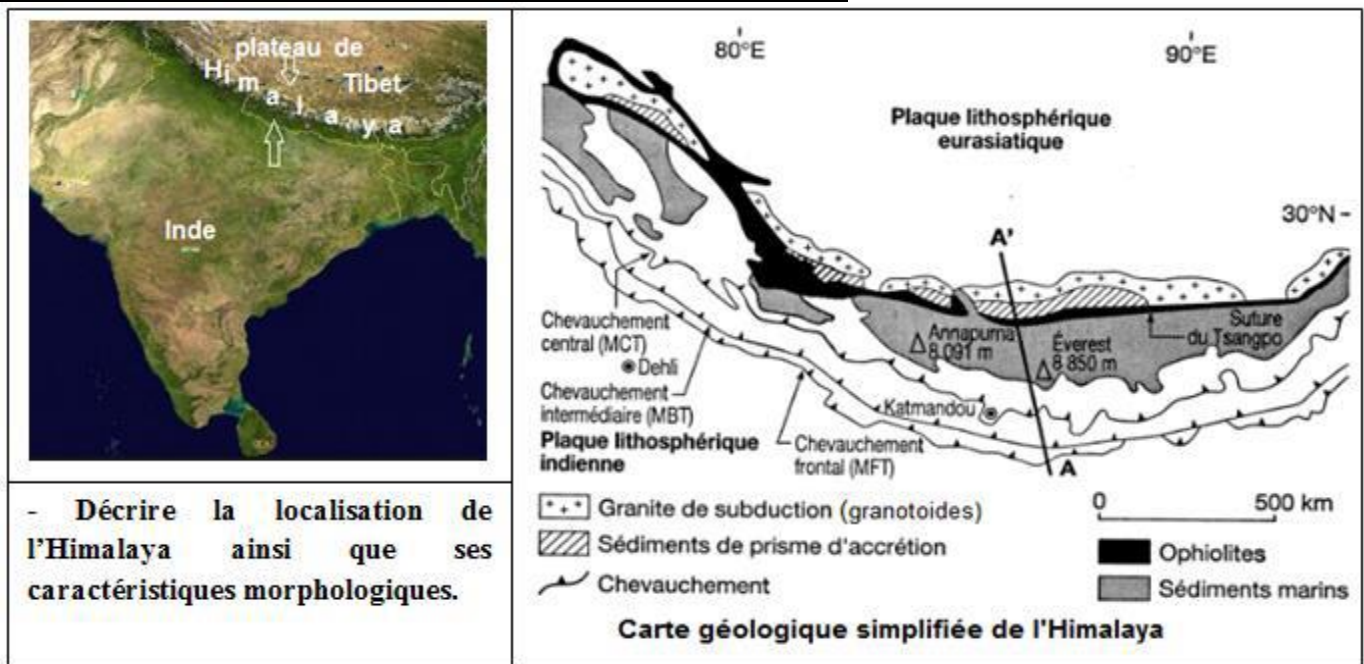 plateau de
Himalaya
Tibet
Inde
- Décrire la localisation de
l'Himalaya ainsi que ses
caractéristiques morphologiques.
80°E
90°E
Plaque lithosphérique
eurasiatique
30°N
A'
Chevauchement
central (MCT)
Dehli
Annapurna
8 091 m
Éverest
8 850 m
Suture
du Tsangpo
Chevauchement
intermédiaire (MBT)
Katmandou
Plaque lithosphérique
indienne
Chevauchement
frontal (MFT)
A
0 500 km
Granite de subduction (granotoides)
Sédiments de prisme d'accrétion
Chevauchement
Ophiolites
Sédiments marins
Carte géologique simplifiée de l'Himalaya